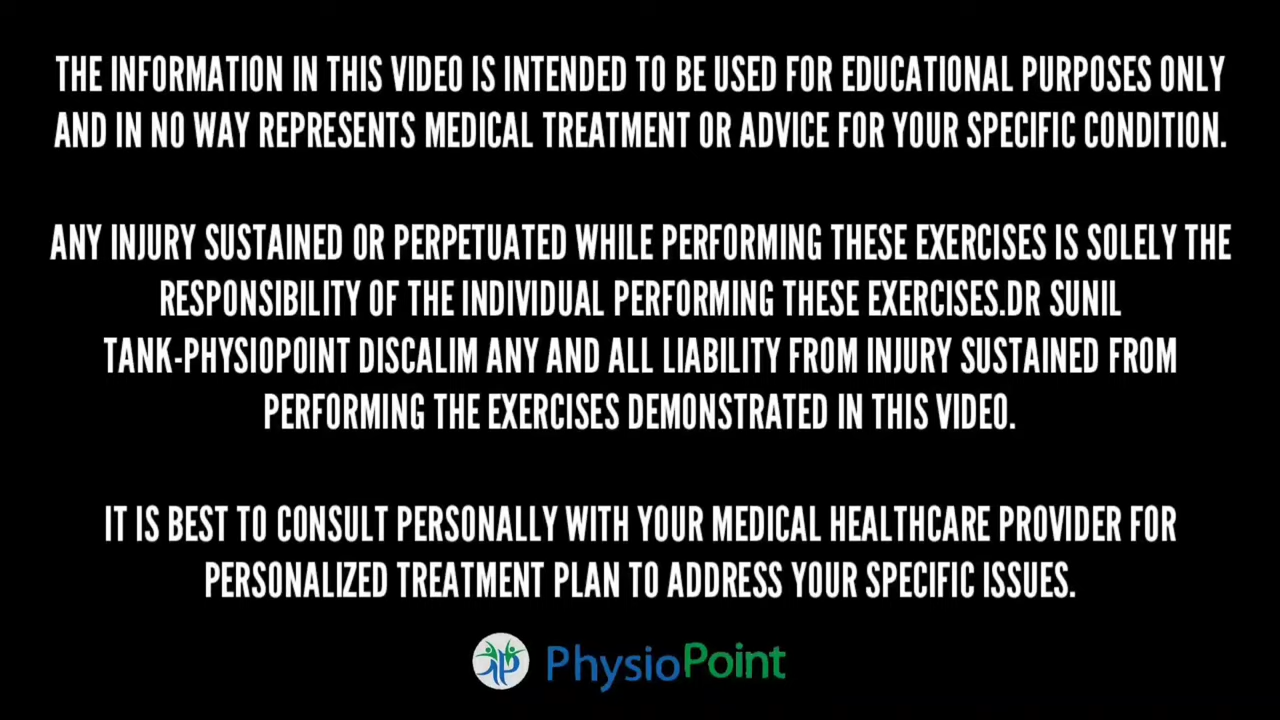 THE INFORMATION IN THIS VIDEO IS INTENDED TO BE USED FOR EDUCATIONAL PURPOSES ONLY
AND IN NO WAY REPRESENTS MEDICAL TREATMENT OR ADVICE FOR YOUR SPECIFIC CONDITION.
ANY INJURY SUSTAINED OR PERPETUATED WHILE PERFORMING THESE EXERCISES IS SOLELY THE
RESPONSIBILITY OF THE INDIVIDUAL PERFORMING THESE EXERCISES.DR SUNIL
TANK-PHYSIOPOINT DISCALIM ANY AND ALL LIABILITY FROM INJURY SUSTAINED FROM
PERFORMING THE EXERCISES DEMONSTRATED IN THIS VIDEO.
IT IS BEST TO CONSULT PERSONALLY WITH YOUR MEDICAL HEALTHCARE PROVIDER FOR
PERSONALIZED TREATMENT PLAN TO ADDRESS YOUR SPECIFIC ISSUES.
PhysioPoint